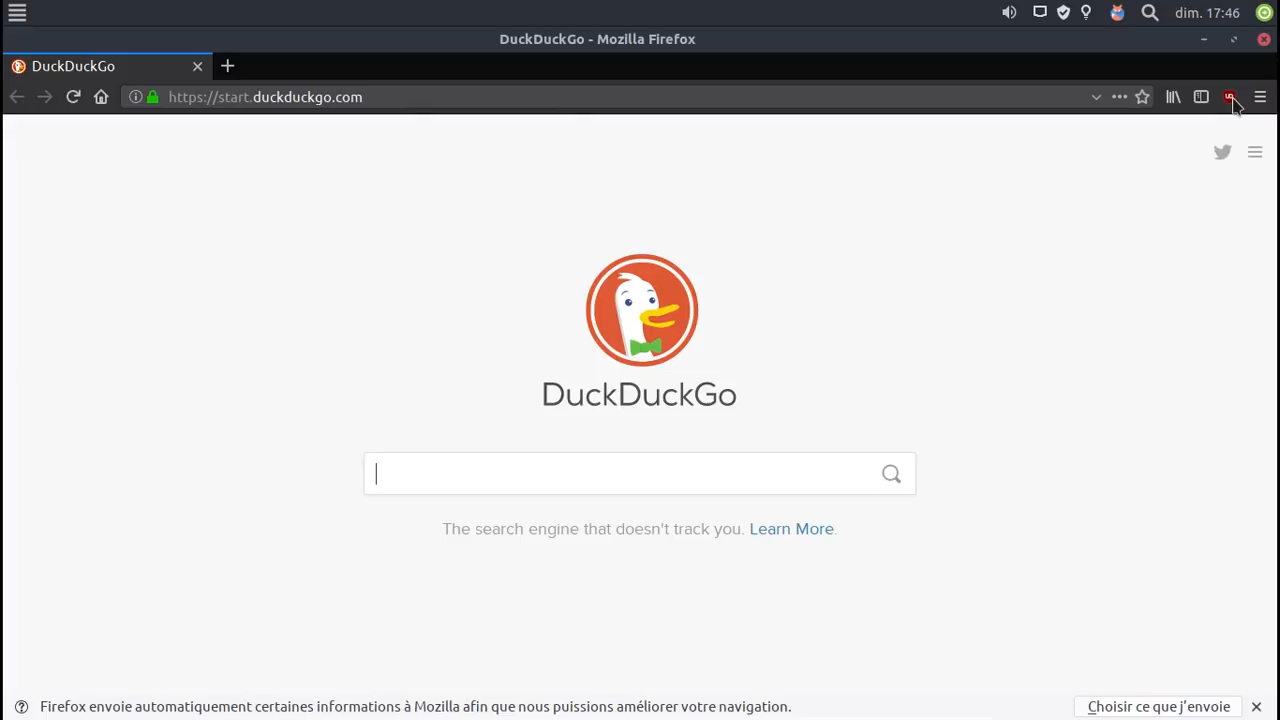 dim. 17:46
DuckDuckGo - Mozilla Firefox
DuckDuckGo
https://start.duckduckgo.com
DuckDuckGo
The search engine that doesn't track you. Learn More.
Firefox envoie automatiquement certaines informations à Mozilla afin que nous puissions améliorer votre navigation.
Choisir ce que j’envoie